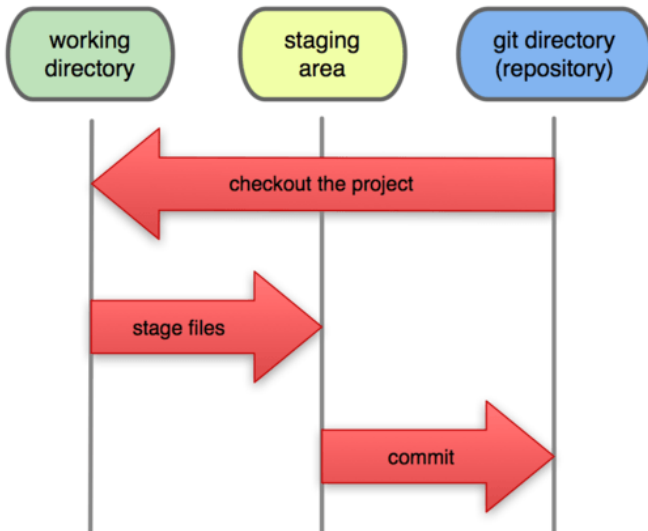 working
directory
staging
area
git directory
(repository)
checkout the project
stage files
commit